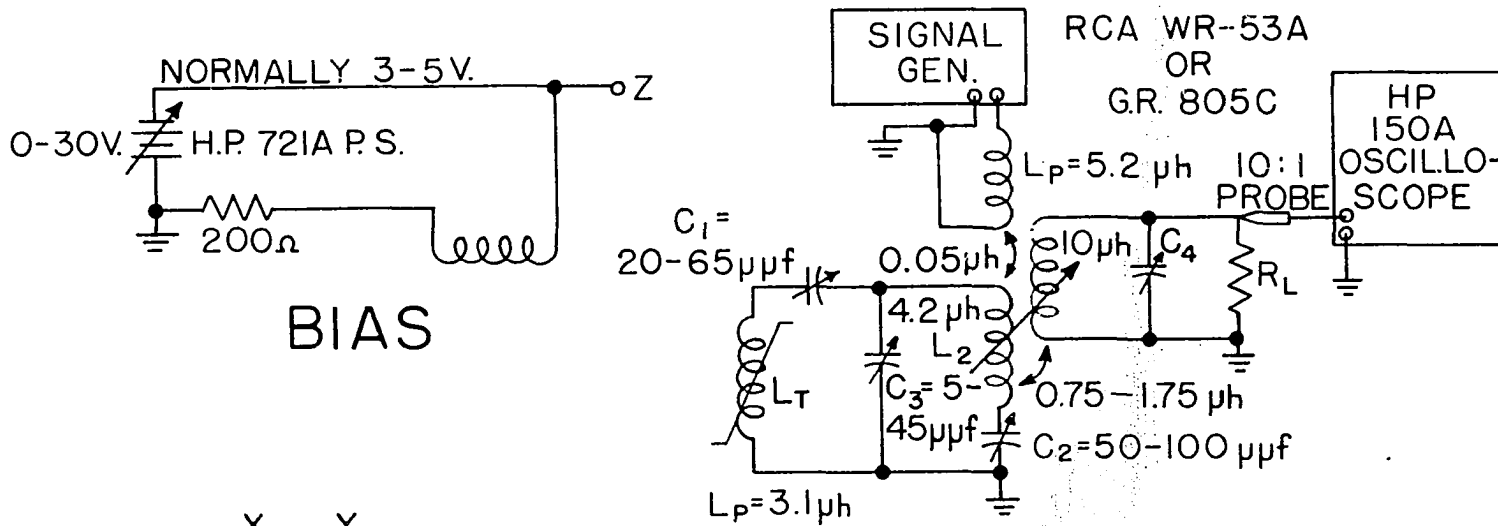 NORMALLY 3-5V.
Z
0-30V.
H.P. 721A P.S.
200Ω
BIAS
SIGNAL
GEN.
RCA WR-53A
OR
G.R. 805C
HP
150A
OSCILLO-
SCOPE
LP=5.2 μh
10:1
PROBE
C1=
20-65μμf
0.05μh
10μh
C4
RL
4.2μh
L2
LT
C3=5-
45μμf
0.75-1.75 μh
C2=50-100 μμf
LP=3.1μh
Y Y